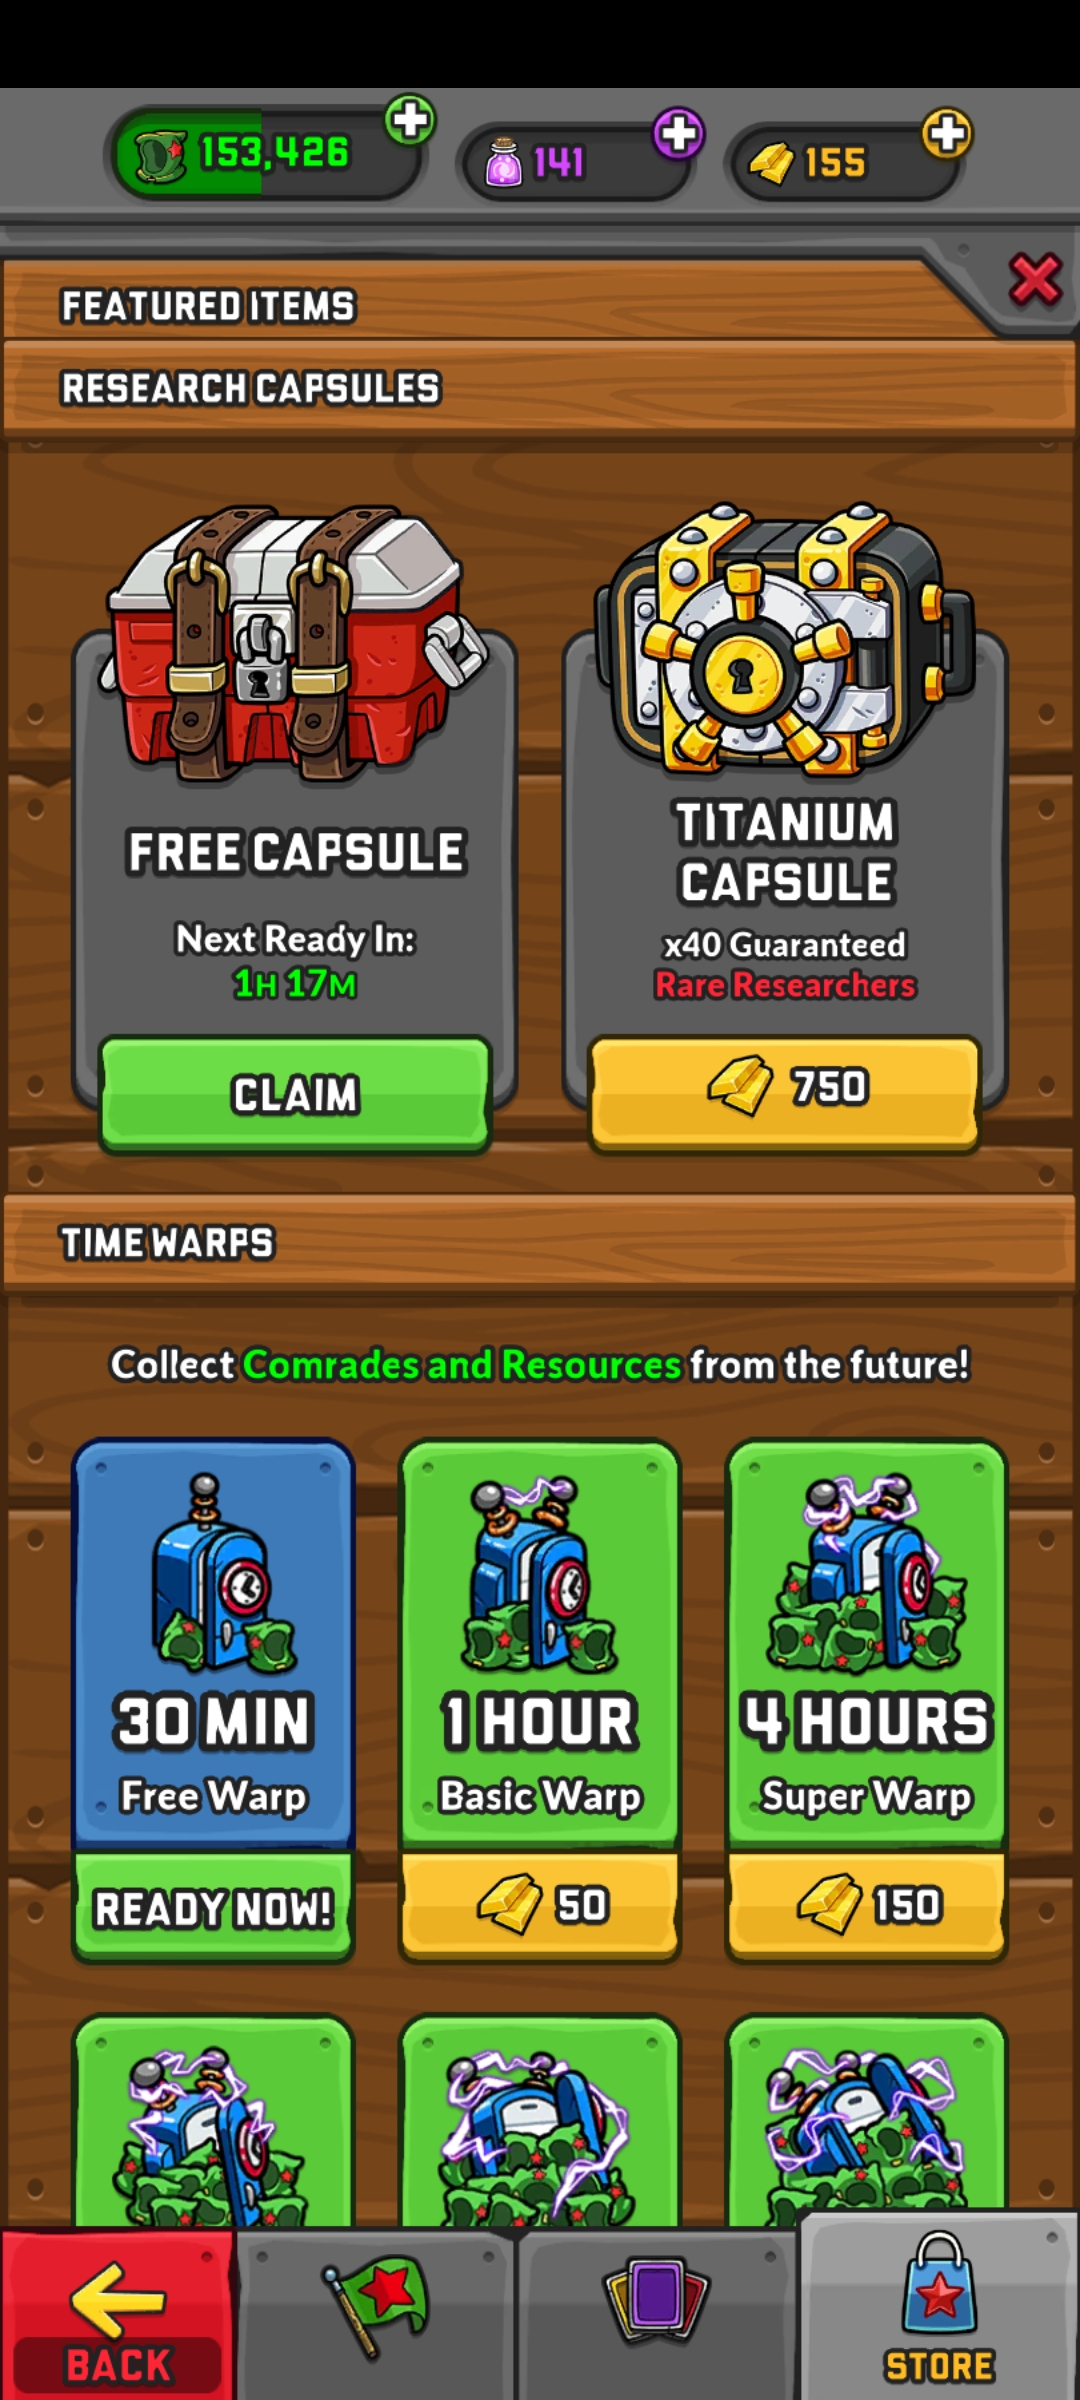 153,426
141
155
FEATURED ITEMS
RESEARCH CAPSULES
FREE CAPSULE
Next Ready In:
1H 17M
CLAIM
TITANIUM
CAPSULE
x40 Guaranteed
Rare Researchers
750
TIME WARPS
Collect Comrades and Resources from the future!
30 MIN
Free Warp
READY NOW!
1 HOUR
Basic Warp
50
4 HOURS
Super Warp
150
BACK
STORE